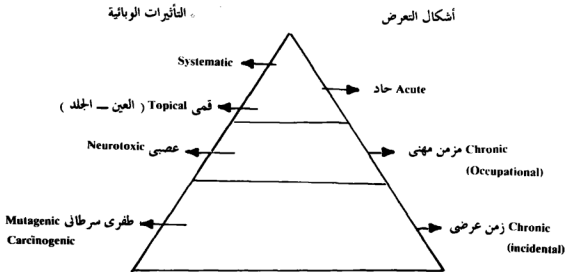 أشكال التعرض
التأثيرات الوبائية
Systematic
حاد Acute
قمى Topical ( العين – الجلد )
عصبى Neurotoxic
مزمن مهنى Chronic
(Occupational)
طفرى سرطانى Mutagenic
Carcinogenic
زمن عرضى Chronic
(incidental)